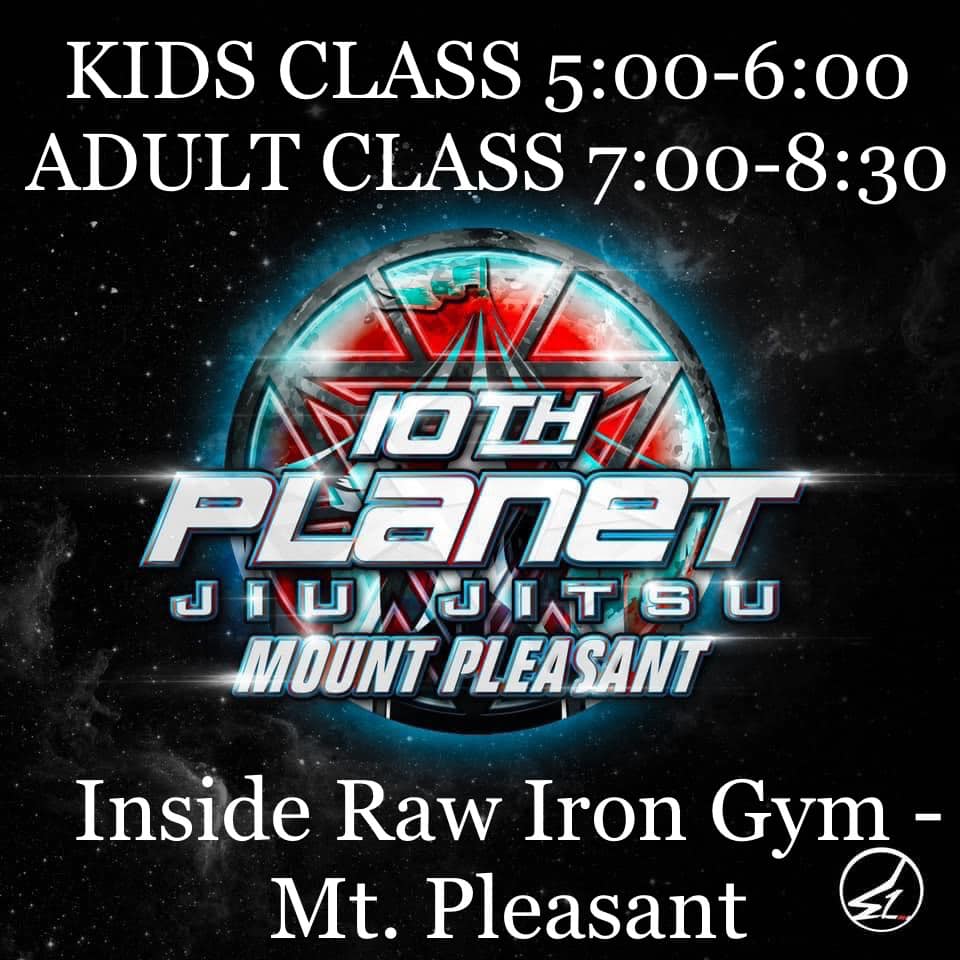 KIDS CLASS 5:00-6:00
ADULT CLASS 7:00-8:30
10TH
PLANET
JIU JITSU
MOUNT PLEASANT
Inside Raw Iron Gym -
Mt. Pleasant